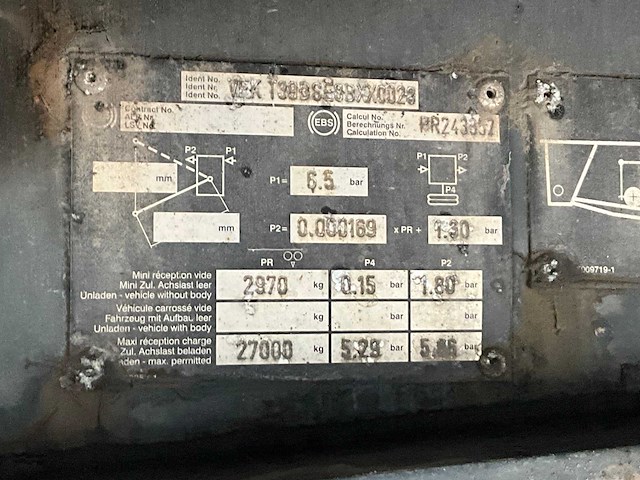 Ident No.
Ident Nr.
Ident No.
Contract No.
EBS
Calcul No.
Berechnungs Nr.
Calculation No.
P2 P1
mm
P1= 6.5 bar
P1 P2
P4
mm
P2= 0.000169 x PR + 1.30 bar
PR P4 P2
Mini réception vide
Mini Zul. Achslast leer
Unladen - vehicle without body
2970 kg 0.15 bar 1.80 bar
Véhicule carrossé vide
Fahrzeug mit Aufbau leer
Unladen - vehicle with body
kg bar bar
Maxi réception charge
Zul. Achslast beladen
- max. permitted
27000 kg 5.29 bar bar
009719-1